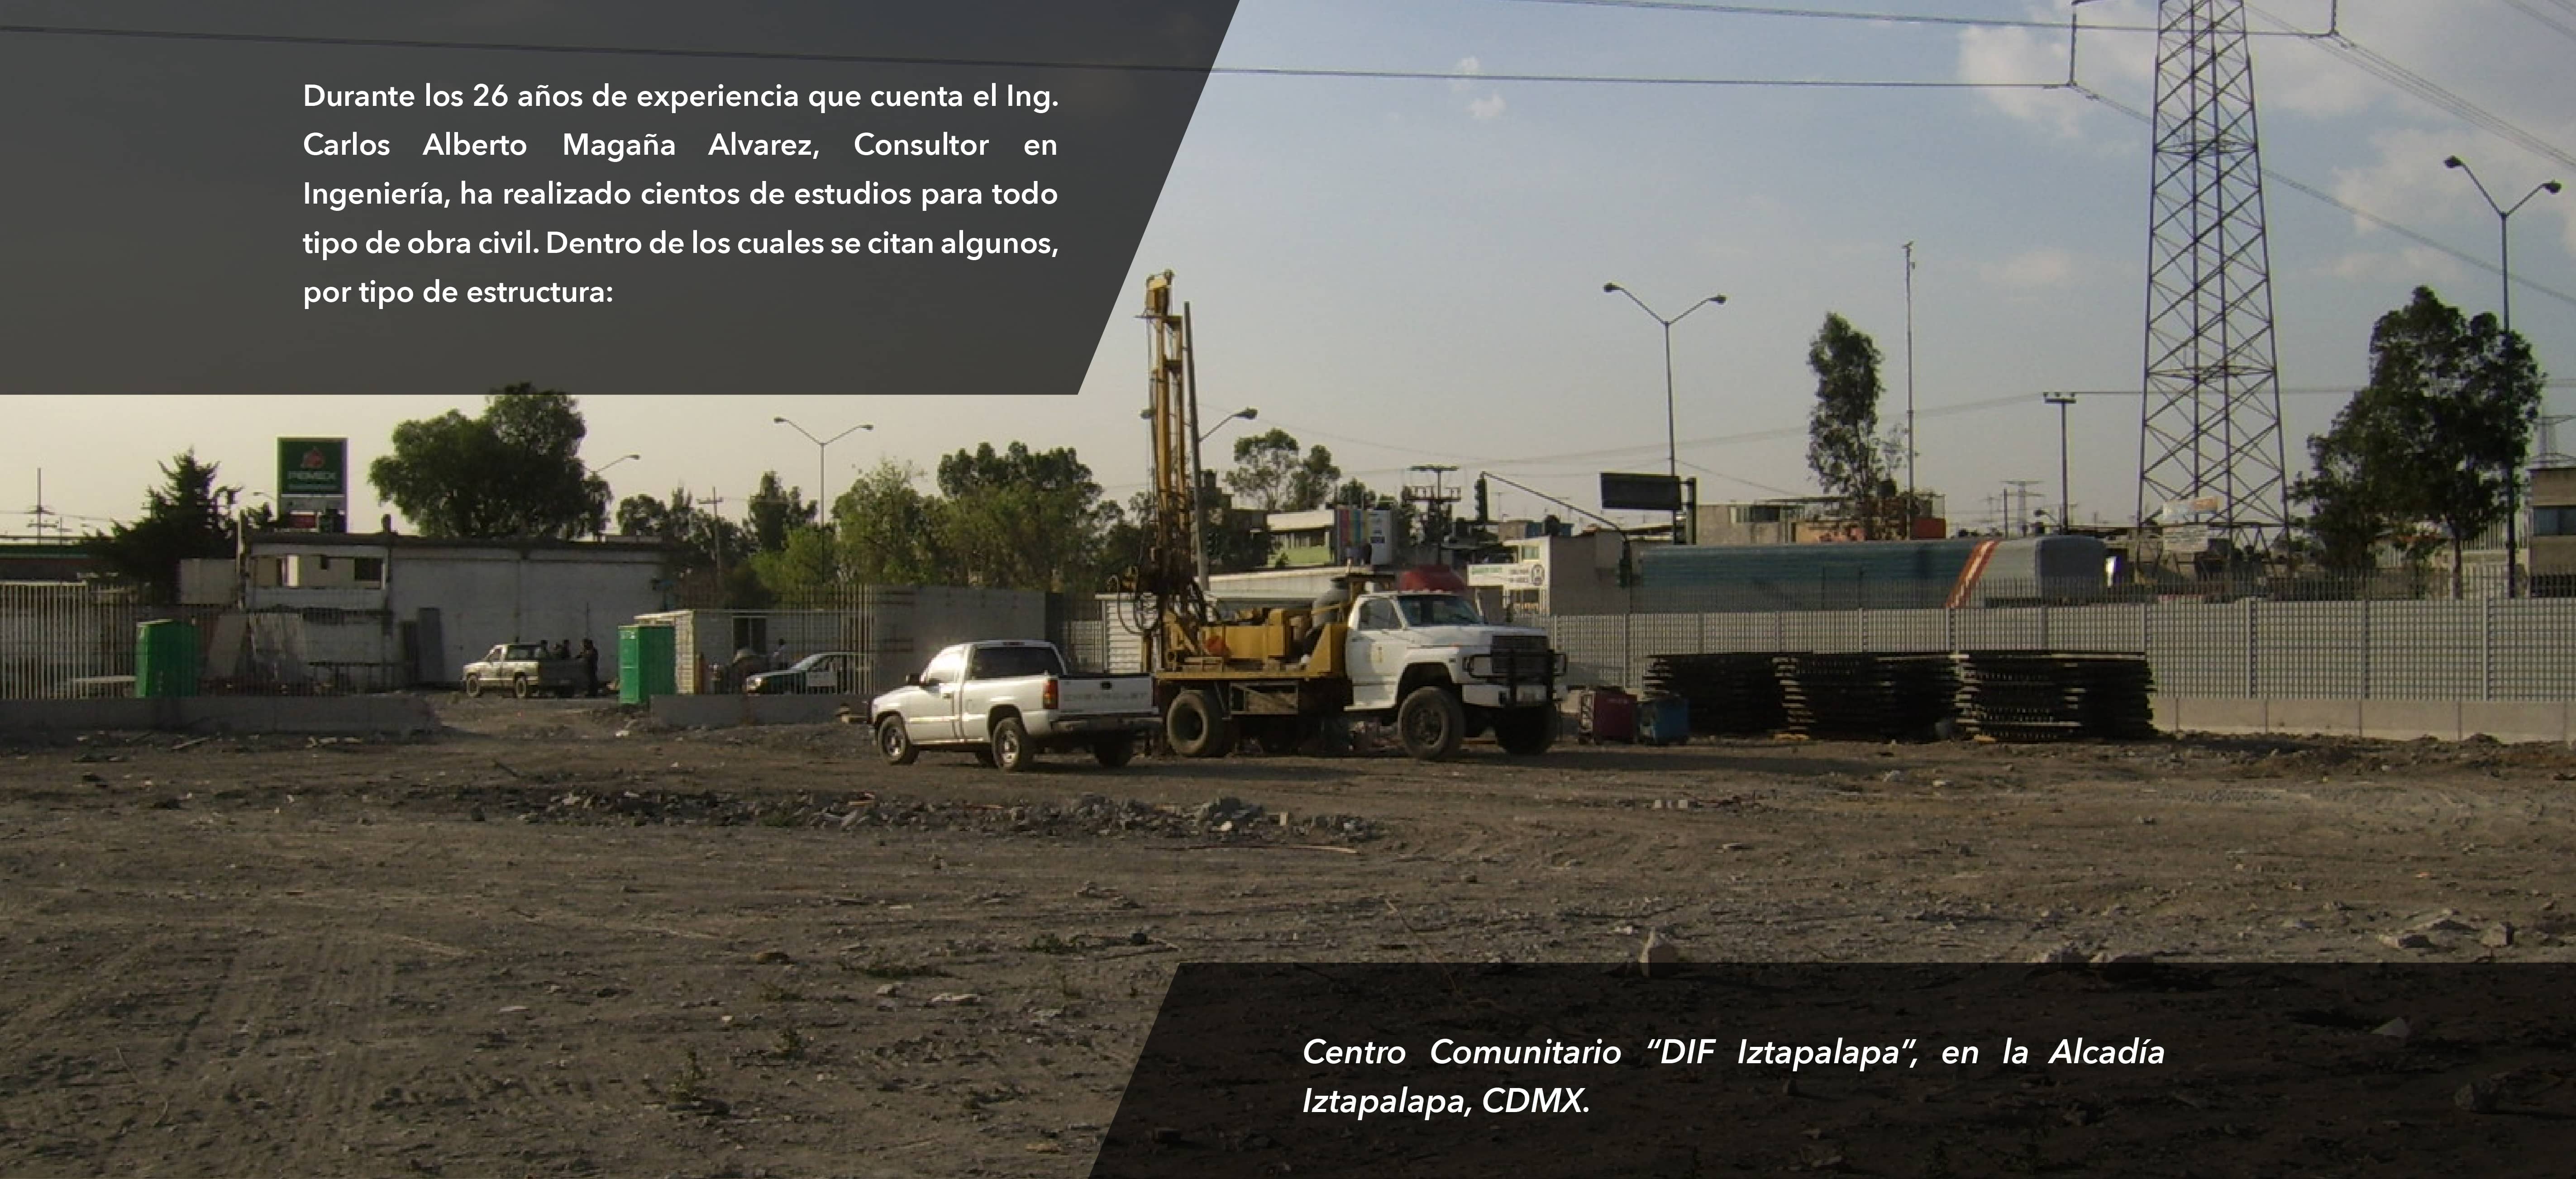 Durante los 26 años de experiencia que cuenta el Ing.
Carlos Alberto Magaña Alvarez, Consultor en
Ingeniería, ha realizado cientos de estudios para todo
tipo de obra civil. Dentro de los cuales se citan algunos,
por tipo de estructura:
PEMEX
CHEVROLET
Centro Comunitario “DIF Iztapalapa”, en la Alcadía
Iztapalapa, CDMX.